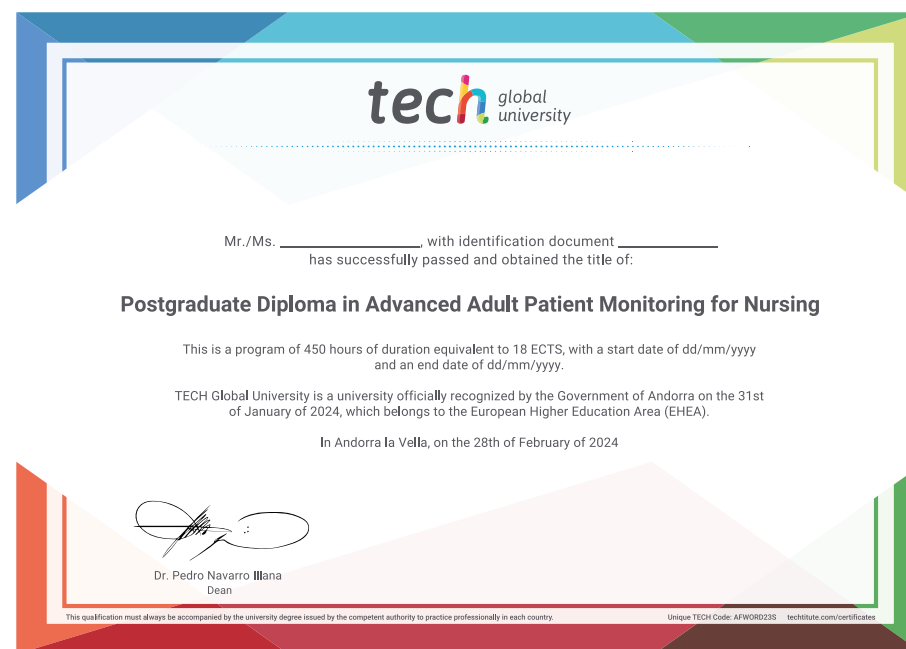 tech global
university
Mr./Ms. ____________________, with identification document ______________
has successfully passed and obtained the title of:
Postgraduate Diploma in Advanced Adult Patient Monitoring for Nursing
This is a program of 450 hours of duration equivalent to 18 ECTS, with a start date of dd/mm/yyyy
and an end date of dd/mm/yyyy.
TECH Global University is a university officially recognized by the Government of Andorra on the 31st
of January of 2024, which belongs to the European Higher Education Area (EHEA).
In Andorra la Vella, on the 28th of February of 2024
Dr. Pedro Navarro Illana
Dean
This qualification must always be accompanied by the university degree issued by the competent authority to practice professionally in each country.
Unique TECH Code: AFWORD23S techtitute.com/certificates